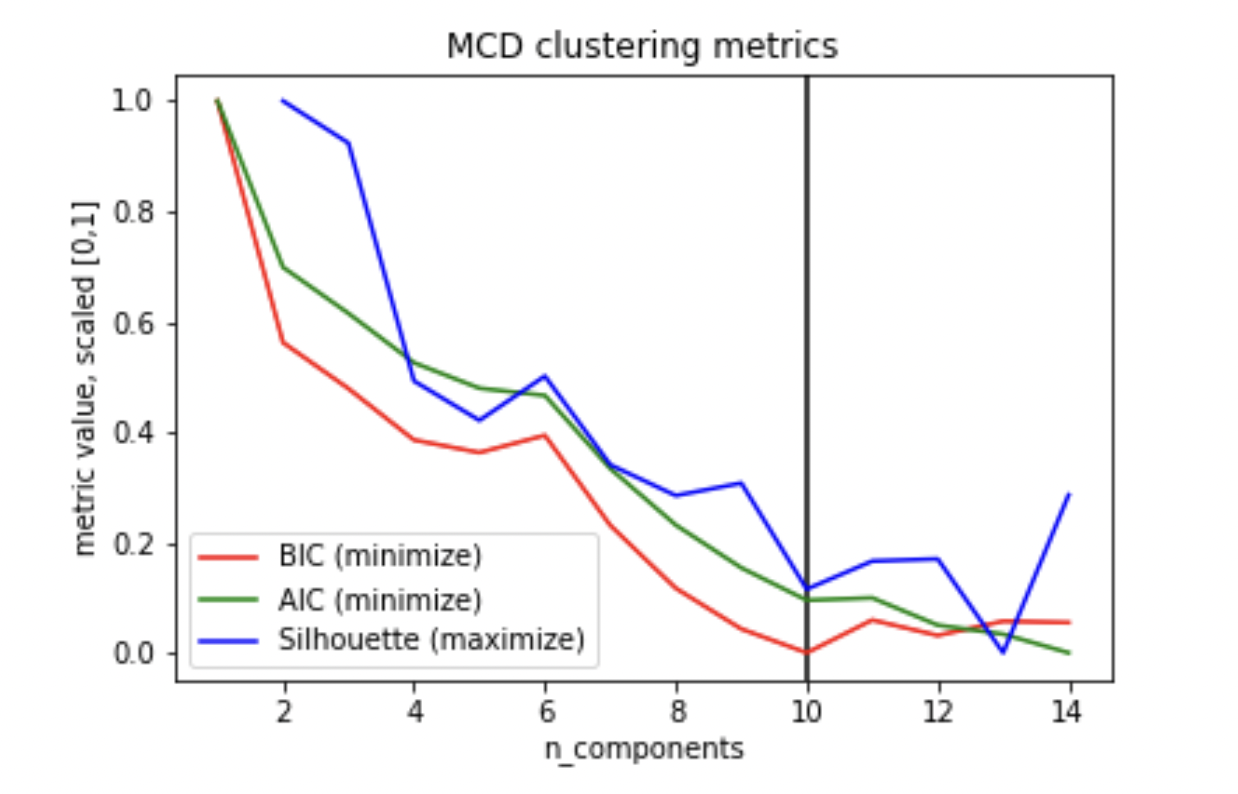 MCD clustering metrics
metric value, scaled [0,1]
1.0
0.8
0.6
0.4
0.2
0.0
BIC (minimize)
AIC (minimize)
Silhouette (maximize)
2 4 6 8 10 12 14
n_components